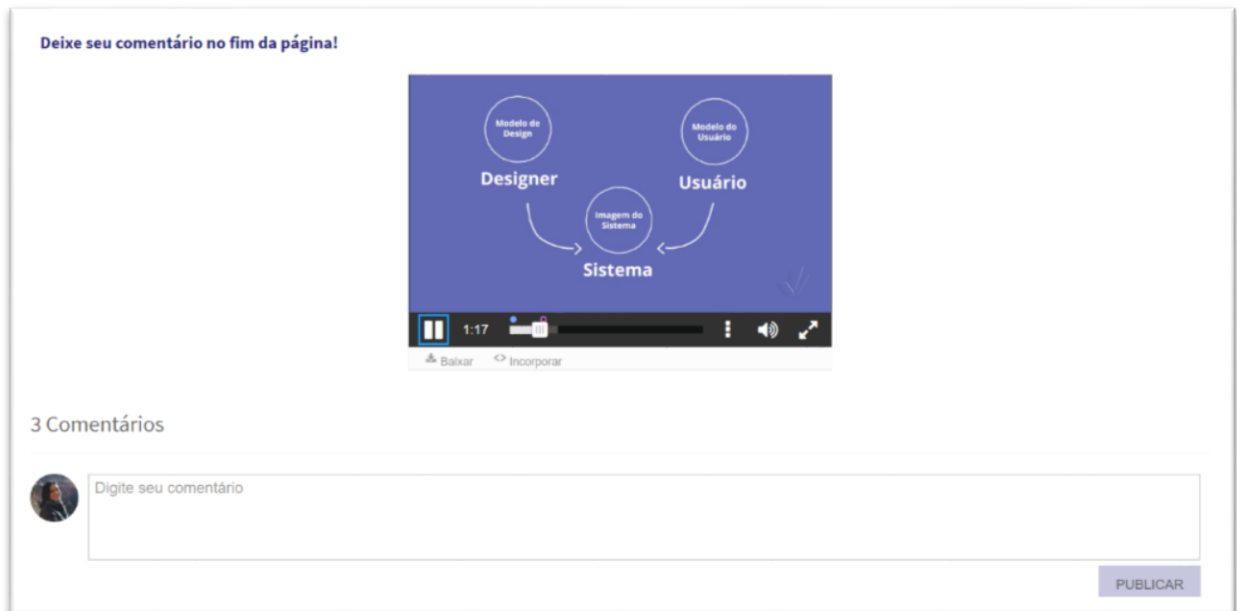 Deixe seu comentário no fim da página!
Modelo de
Design
Designer
Modelo do
Usuário
Usuário
Imagem do
Sistema
Sistema
1:17
Baixar
<> Incorporar
3 Comentários
Digite seu comentário
PUBLICAR